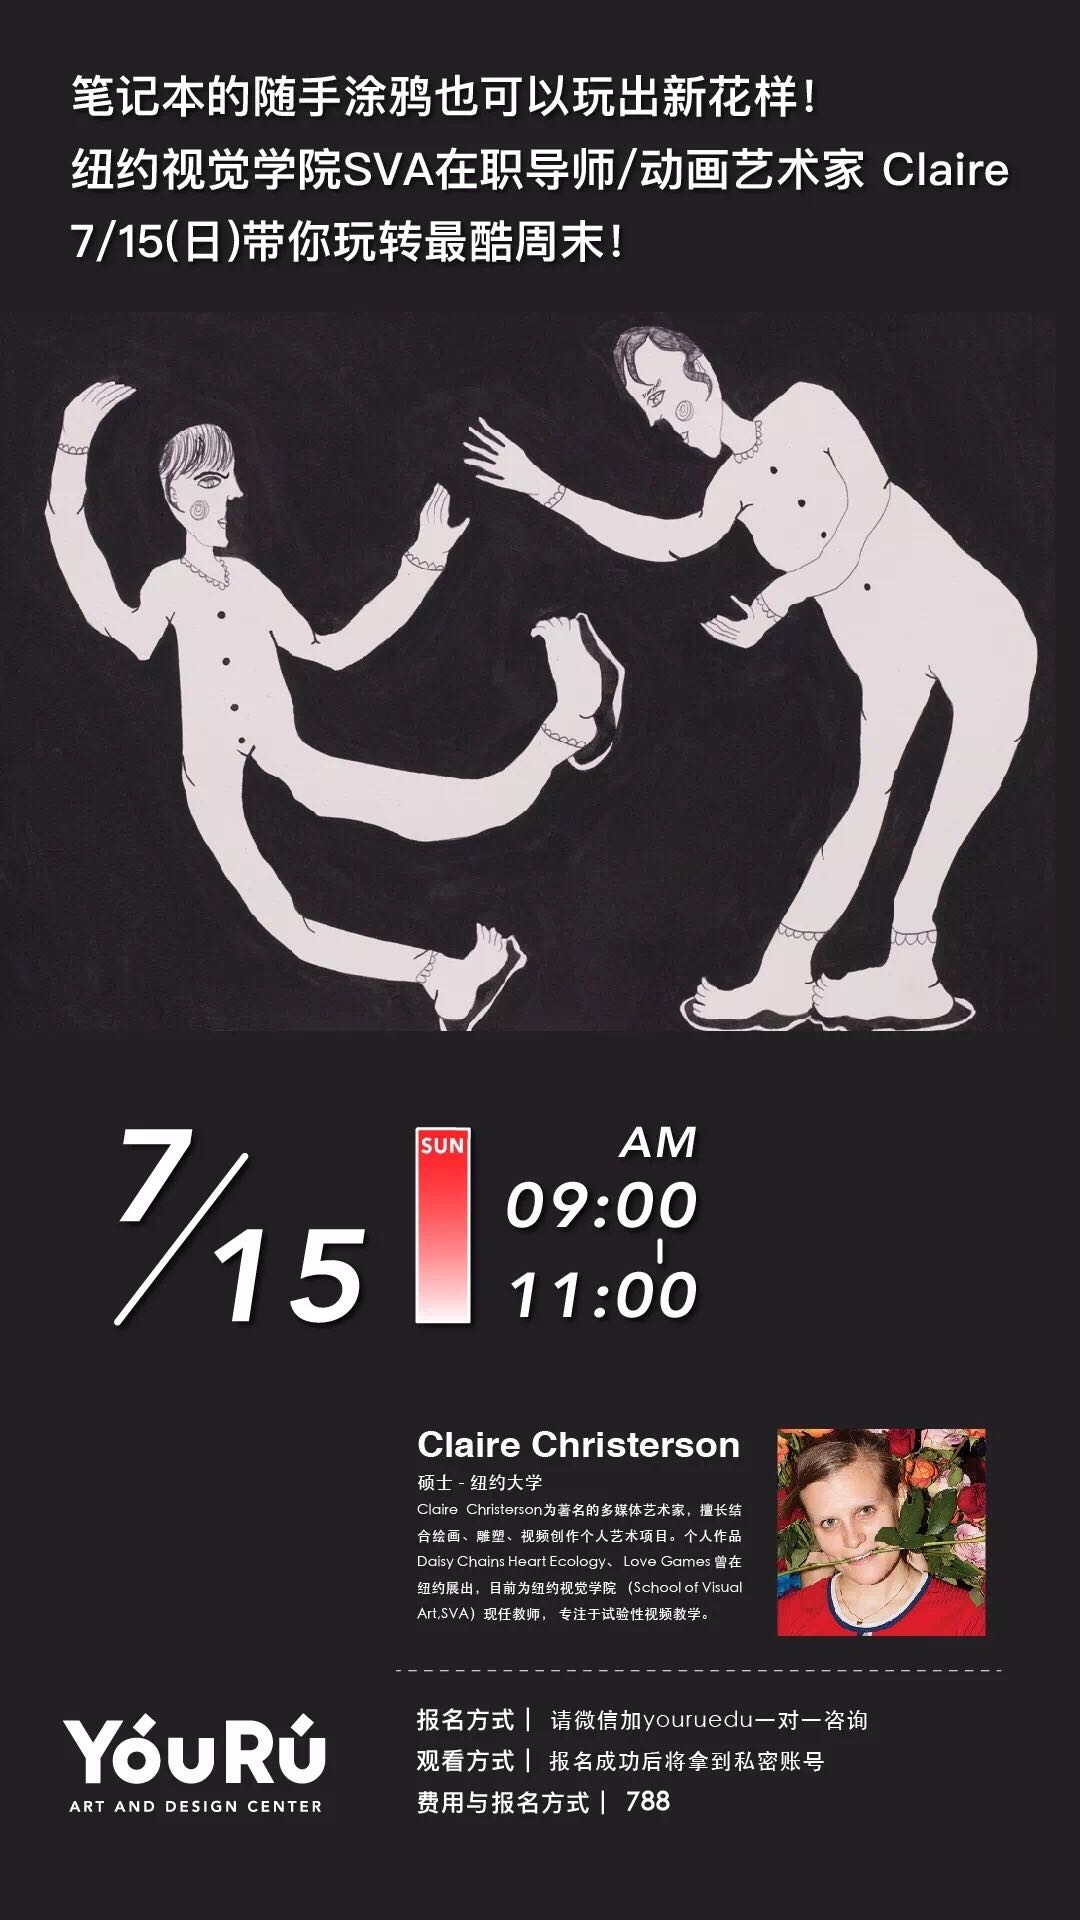 笔记本的随手涂鸦也可以玩出新花样！
纽约视觉学院SVA在职导师/动画艺术家 Claire
7/15(日)带你玩转最酷周末！
7/15
SUN
AM
09:00
-
11:00
Claire Christerson
硕士 - 纽约大学
Claire Christerson为著名的多媒体艺术家，擅长结
合绘画、雕塑、视频创作个人艺术项目。个人作品
Daisy Chains Heart Ecology、Love Games 曾在
纽约展出，目前为纽约视觉学院 （School of Visual
Art,SVA）现任教师， 专注于试验性视频教学。
YóuRú
ART AND DESIGN CENTER
报名方式｜ 请微信加youruedu一对一咨询
观看方式｜ 报名成功后将拿到私密账号
费用与报名方式｜ 788